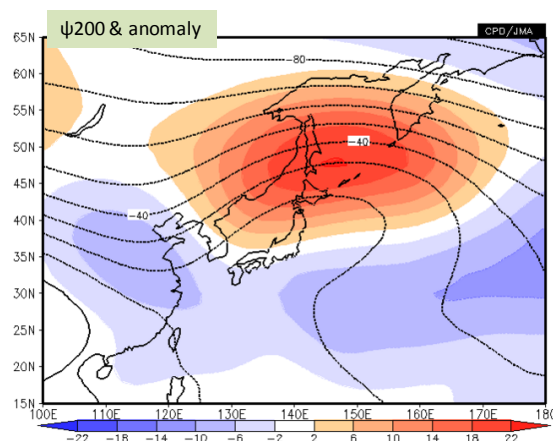 ψ200 & anomaly
CPD/JMA
65N
60N
55N
50N
45N
40N
35N
30N
25N
20N
15N
-80
-40
-40
100E 110E 120E 130E 140E 150E 160E 170E 180
-22 -18 -14 -10 -6 -2 2 6 10 14 18 22